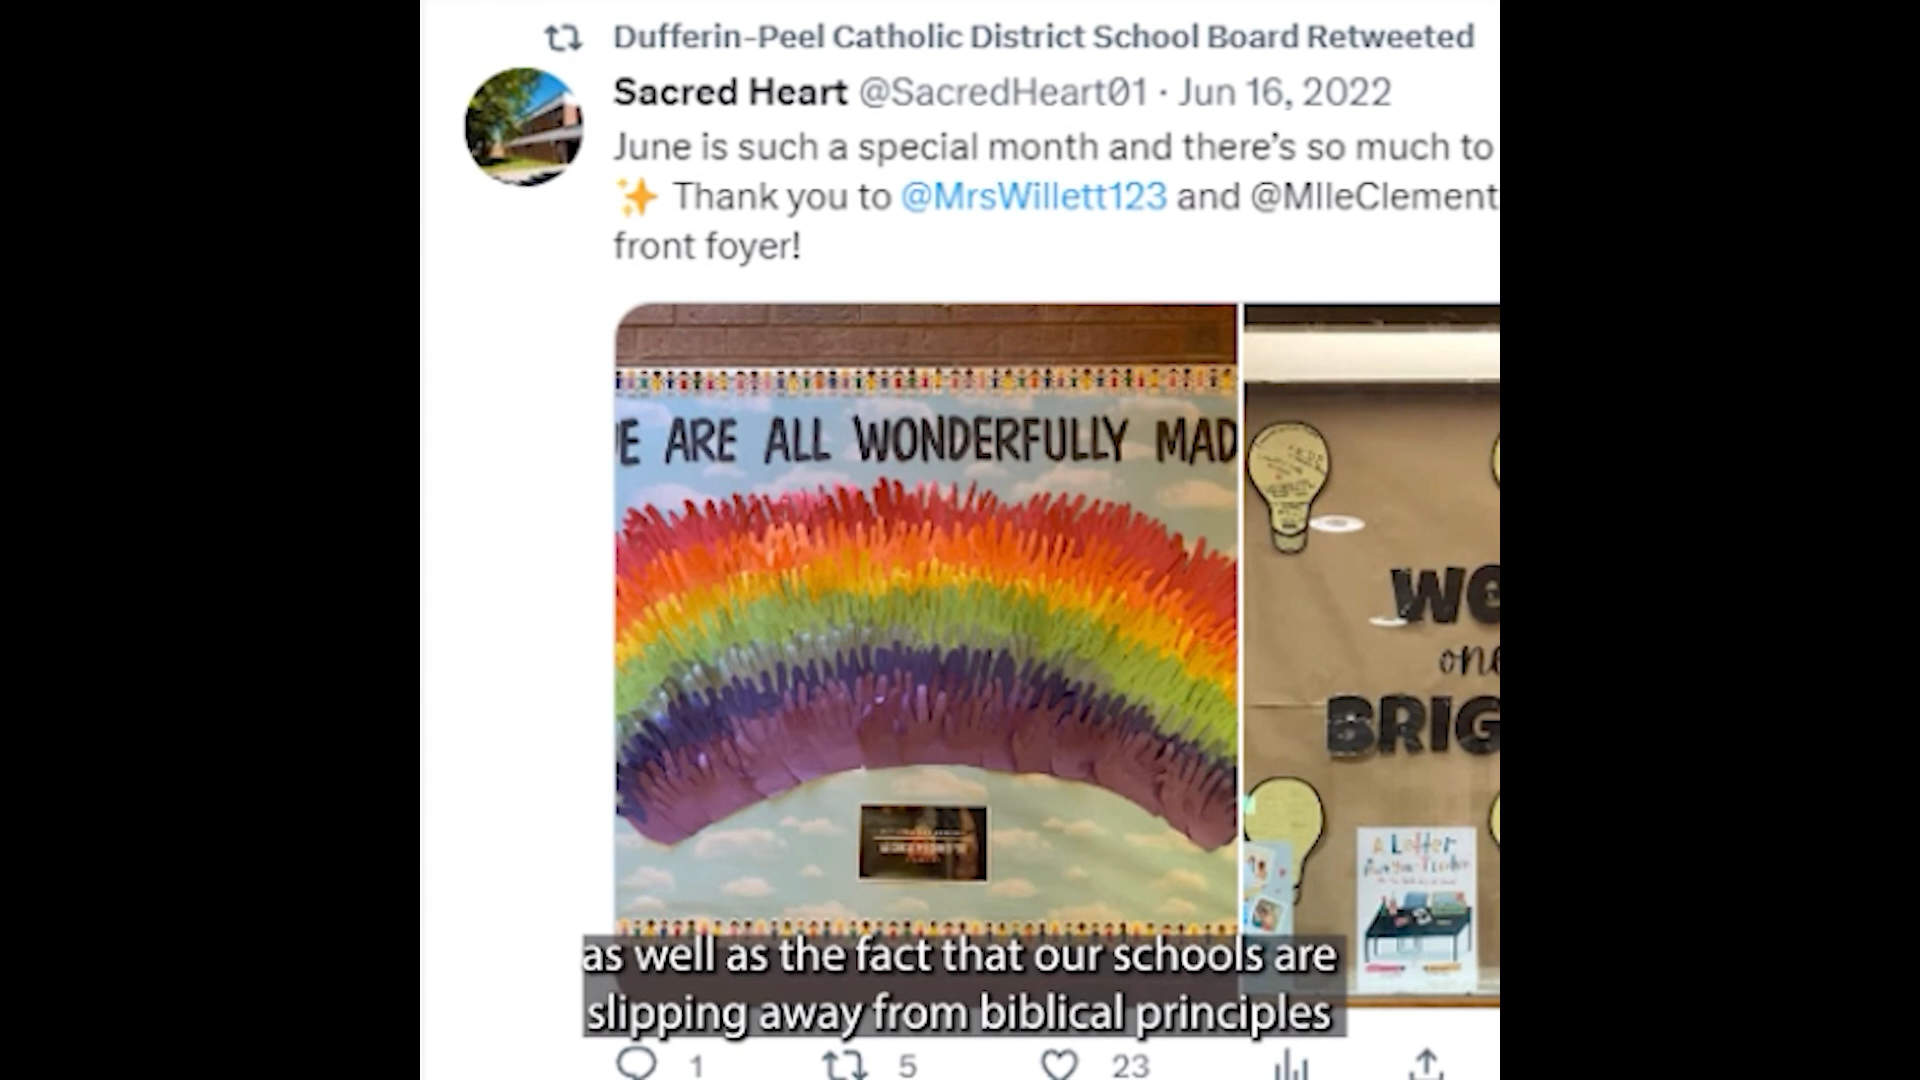 Dufferin-Peel Catholic District School Board Retweeted
Sacred Heart @SacredHeart01 · Jun 16, 2022
June is such a special month and there's so much to
✨ Thank you to @MrsWillett123 and @MlleClement
front foyer!
E ARE ALL WONDERFULLY MAD
WE
one
BRIG
A Letter
as well as the fact that our schools are
slipping away from biblical principles
1 5 23